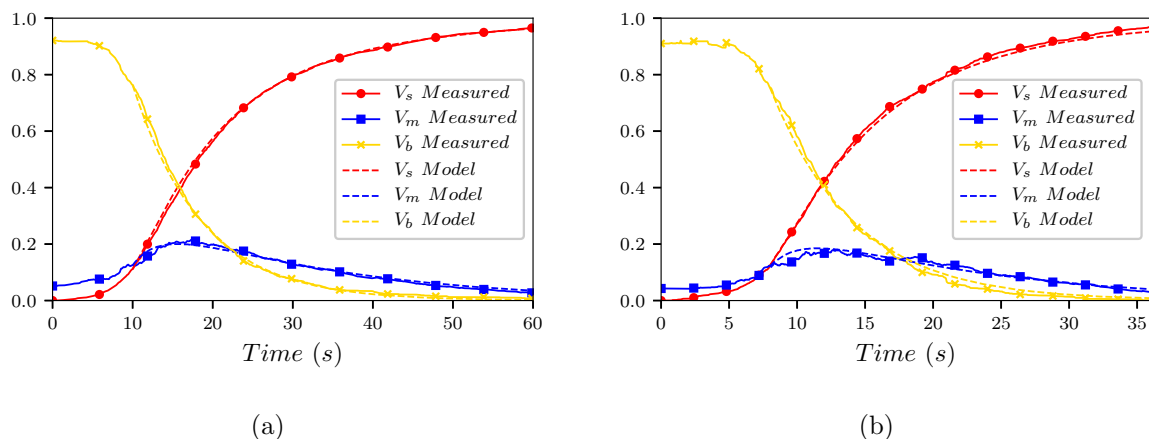 1.0
0.8
0.6
0.4
0.2
0.0
0 10 20 30 40 50 60
Time (s)
V_s Measured
V_m Measured
V_b Measured
V_s Model
V_m Model
V_b Model
(a)
1.0
0.8
0.6
0.4
0.2
0.0
0 5 10 15 20 25 30 35
Time (s)
V_s Measured
V_m Measured
V_b Measured
V_s Model
V_m Model
V_b Model
(b)